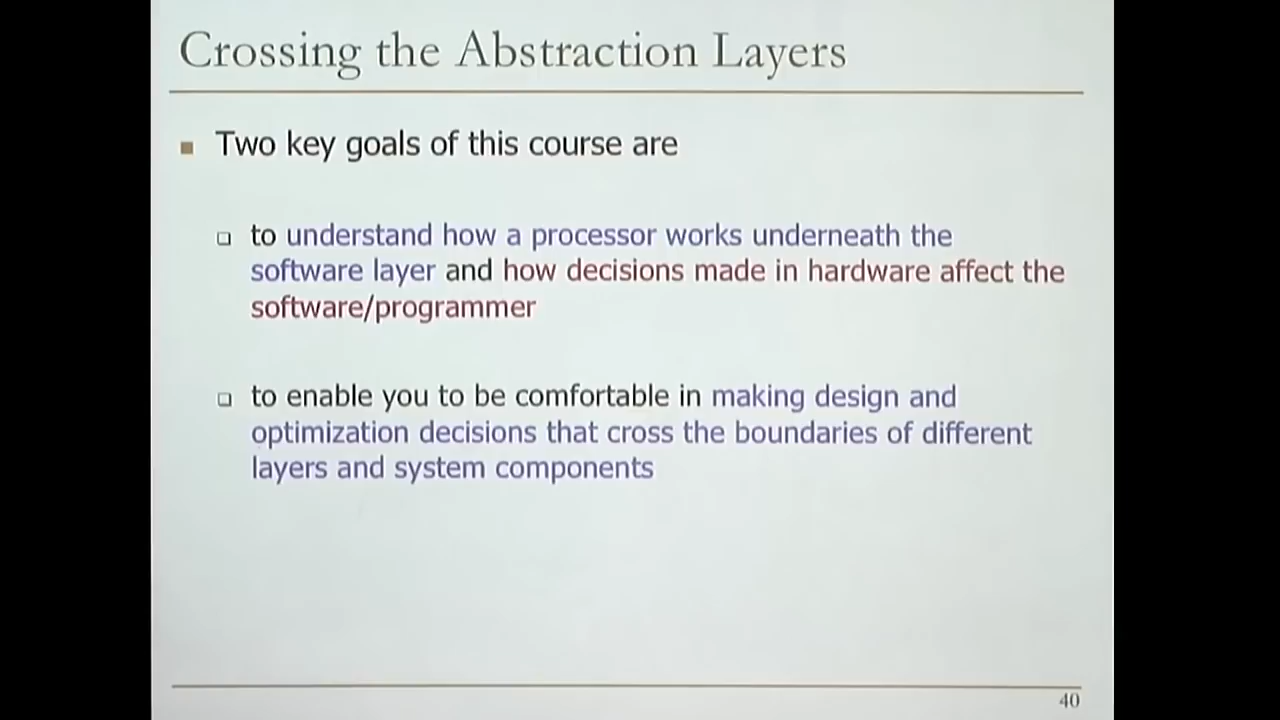 Crossing the Abstraction Layers
Two key goals of this course are
to understand how a processor works underneath the
software layer and how decisions made in hardware affect the
software/programmer
to enable you to be comfortable in making design and
optimization decisions that cross the boundaries of different
layers and system components
40